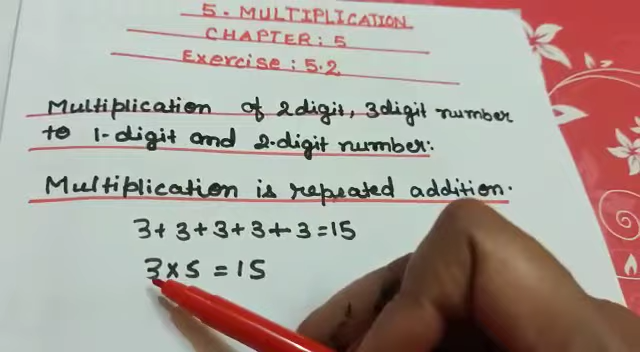 5. MULTIPLICATION
CHAPTER: 5
Exercise: 5.2
Multiplication of 2digit, 3digit number
to 1-digit and 2-digit number:
Multiplication is repeated addition.
3+3+3+3+3=15
3×5=15